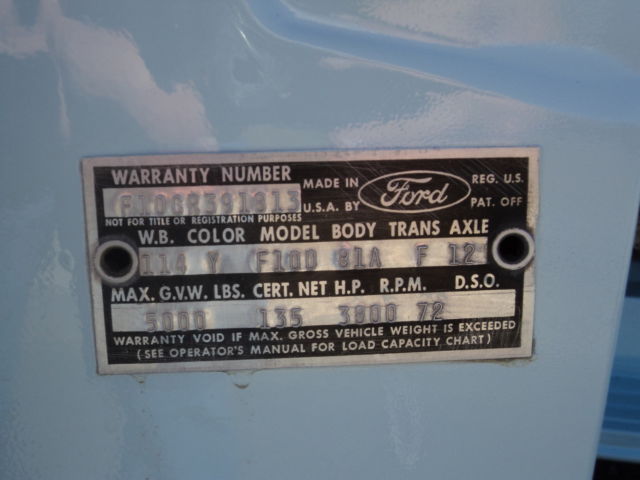 WARRANTY NUMBER
F10GR591813
MADE IN
U.S.A. BY
Ford
REG. U.S.
PAT. OFF
NOT FOR TITLE OR REGISTRATION PURPOSES
W.B. COLOR MODEL BODY TRANS AXLE
114 Y F100 81A F 12
MAX. G.V.W. LBS. CERT. NET H.P. R.P.M. D.S.O.
5000 135 3800 72
WARRANTY VOID IF MAX. GROSS VEHICLE WEIGHT IS EXCEEDED
(SEE OPERATOR'S MANUAL FOR LOAD CAPACITY CHART)